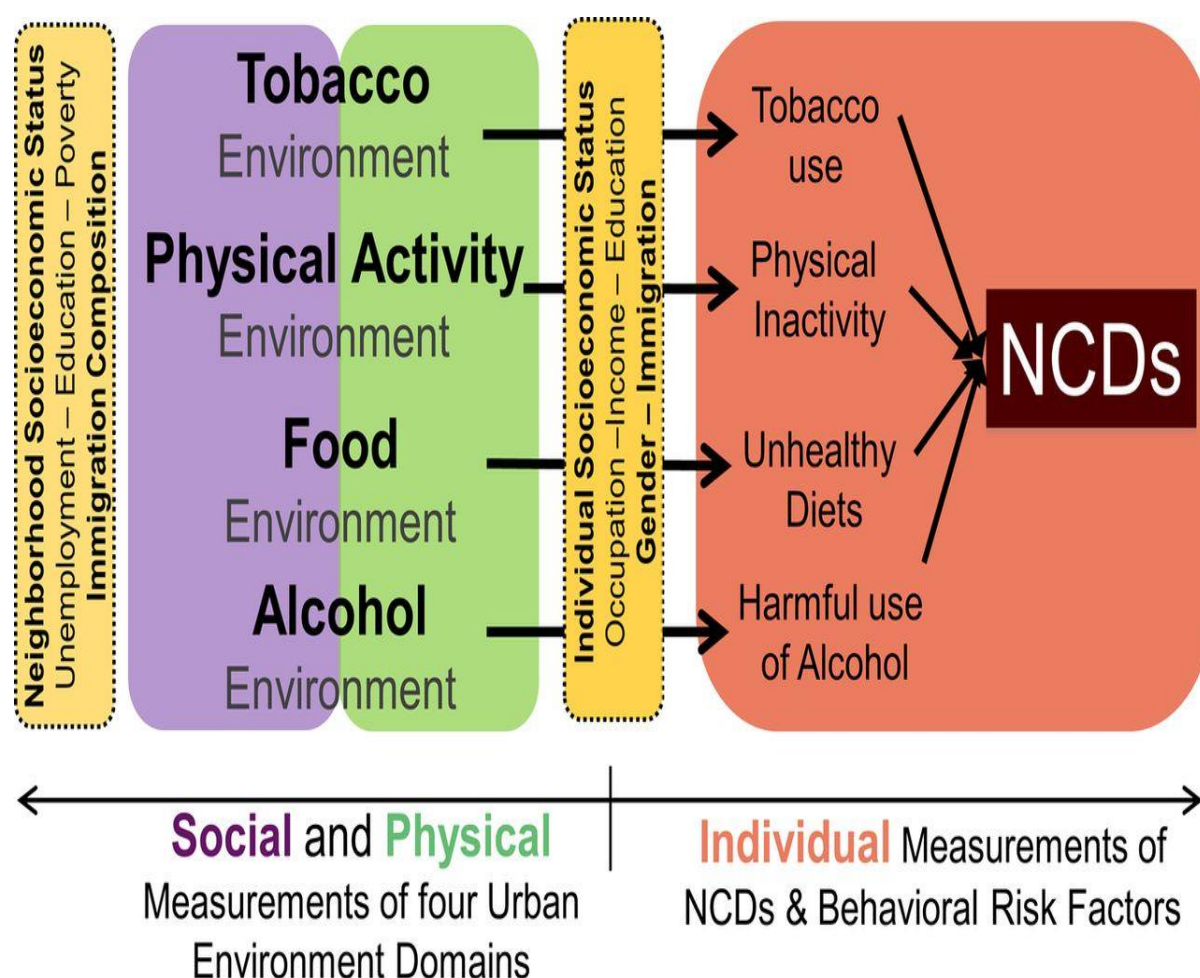 Neighborhood Socioeconomic Status
Unemployment – Education – Poverty
Immigration Composition
Tobacco
Environment
Physical Activity
Environment
Food
Environment
Alcohol
Environment
Individual Socioeconomic Status
Occupation –Income – Education
Gender – Immigration
Tobacco
use
Physical
Inactivity
Unhealthy
Diets
Harmful use
of Alcohol
NCDs
Social and Physical
Measurements of four Urban
Environment Domains
Individual Measurements of
NCDs & Behavioral Risk Factors